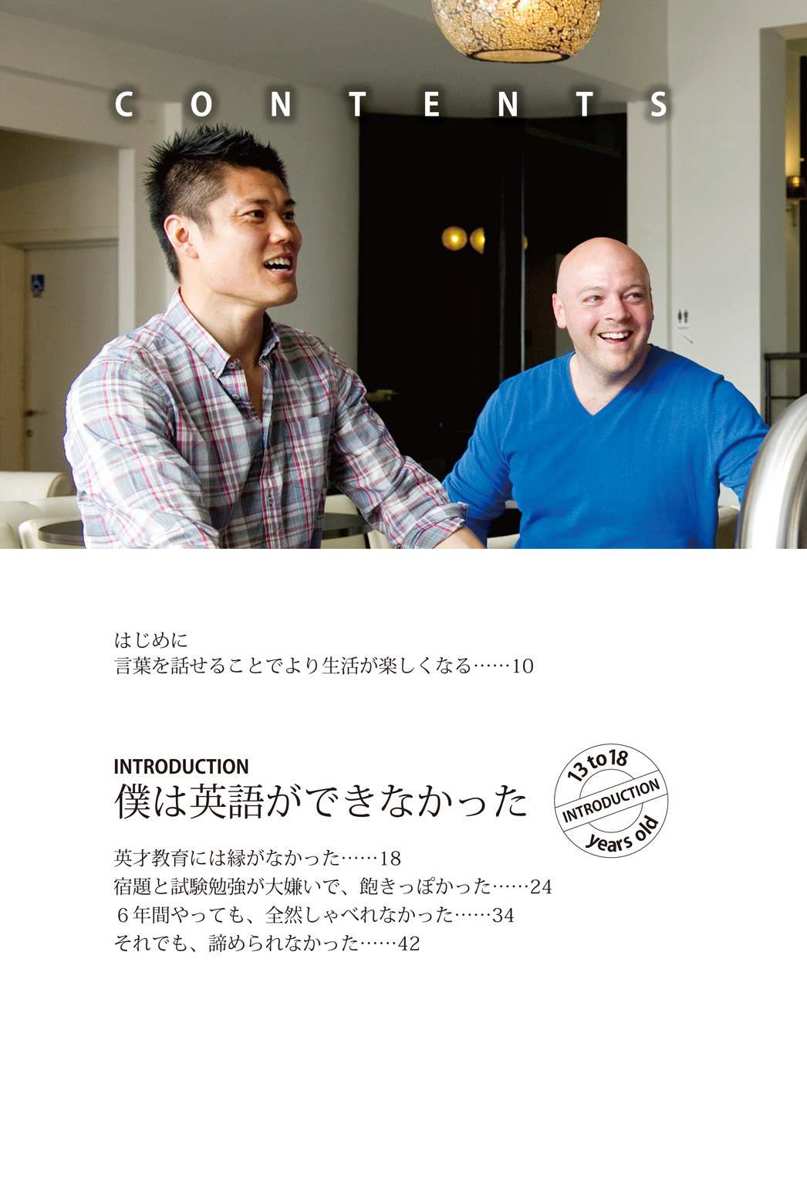 CONTENTS
はじめに
言葉を話せることでより生活が楽しくなる……10
INTRODUCTION
僕は英語ができなかった
13 to 18
INTRODUCTION
years old
英才教育には縁がなかった……18
宿題と試験勉強が大嫌いで、飽きっぽかった……24
６年間やっても、全然しゃべれなかった……34
それでも、諦められなかった……42